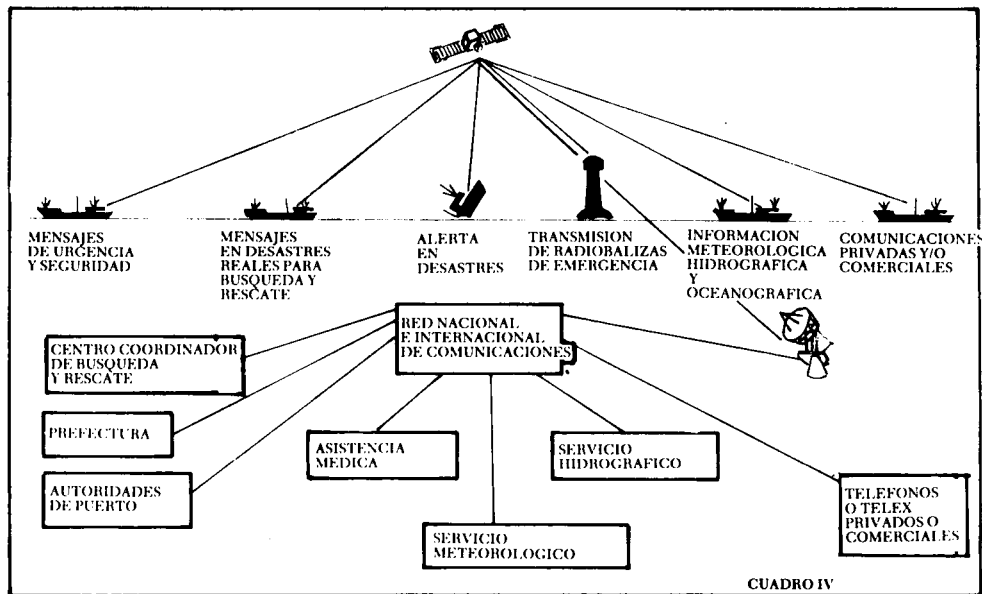 MENSAJES
DE URGENCIA
Y SEGURIDAD
MENSAJES
EN DESASTRES
REALES PARA
BUSQUEDA Y
RESCATE
ALERTA
EN
DESASTRES
TRANSMISION
DE RADIOBALIZAS
DE EMERGENCIA
INFORMACION
METEOROLOGICA
HIDROGRAFICA
Y
OCEANOGRAFICA
COMUNICACIONES
PRIVADAS Y/O
COMERCIALES
RED NACIONAL
E INTERNACIONAL
DE COMUNICACIONES
CENTRO COORDINADOR
DE BUSQUEDA
Y RESCATE
PREFECTURA
AUTORIDADES
DE PUERTO
ASISTENCIA
MEDICA
SERVICIO
HIDROGRAFICO
SERVICIO
METEOROLOGICO
TELEFONOS
O TELEX
PRIVADOS O
COMERCIALES
CUADRO IV